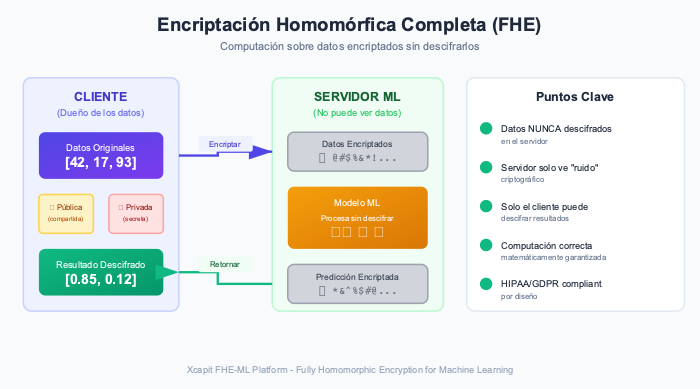 Encriptación Homomórfica Completa (FHE)
Computación sobre datos encriptados sin descifrarlos
CLIENTE
(Dueño de los datos)
Datos Originales
[42, 17, 93]
Pública
(compartida)
Privada
(secreta)
Resultado Descifrado
[0.85, 0.12]
Encriptar
Retornar
SERVIDOR ML
(No puede ver datos)
Datos Encriptados
@#$%&*!...
Modelo ML
Procesa sin descifrar
Predicción Encriptada
*&^%$#@...
Puntos Clave
Datos NUNCA descifrados
en el servidor
Servidor solo ve "ruido"
criptográfico
Solo el cliente puede
descifrar resultados
Computación correcta
matemáticamente garantizada
HIPAA/GDPR compliant
por diseño
Xcapit FHE-ML Platform - Fully Homomorphic Encryption for Machine Learning